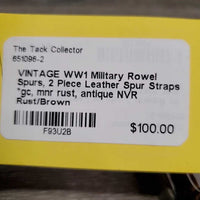 The Tack Collector
651096-2
VINTAGE WW1 Military Rowel
Spurs, 2 Piece Leather Spur Straps
*gc, mnr rust, antique NVR
Rust/Brown
F93U2B
$100.00